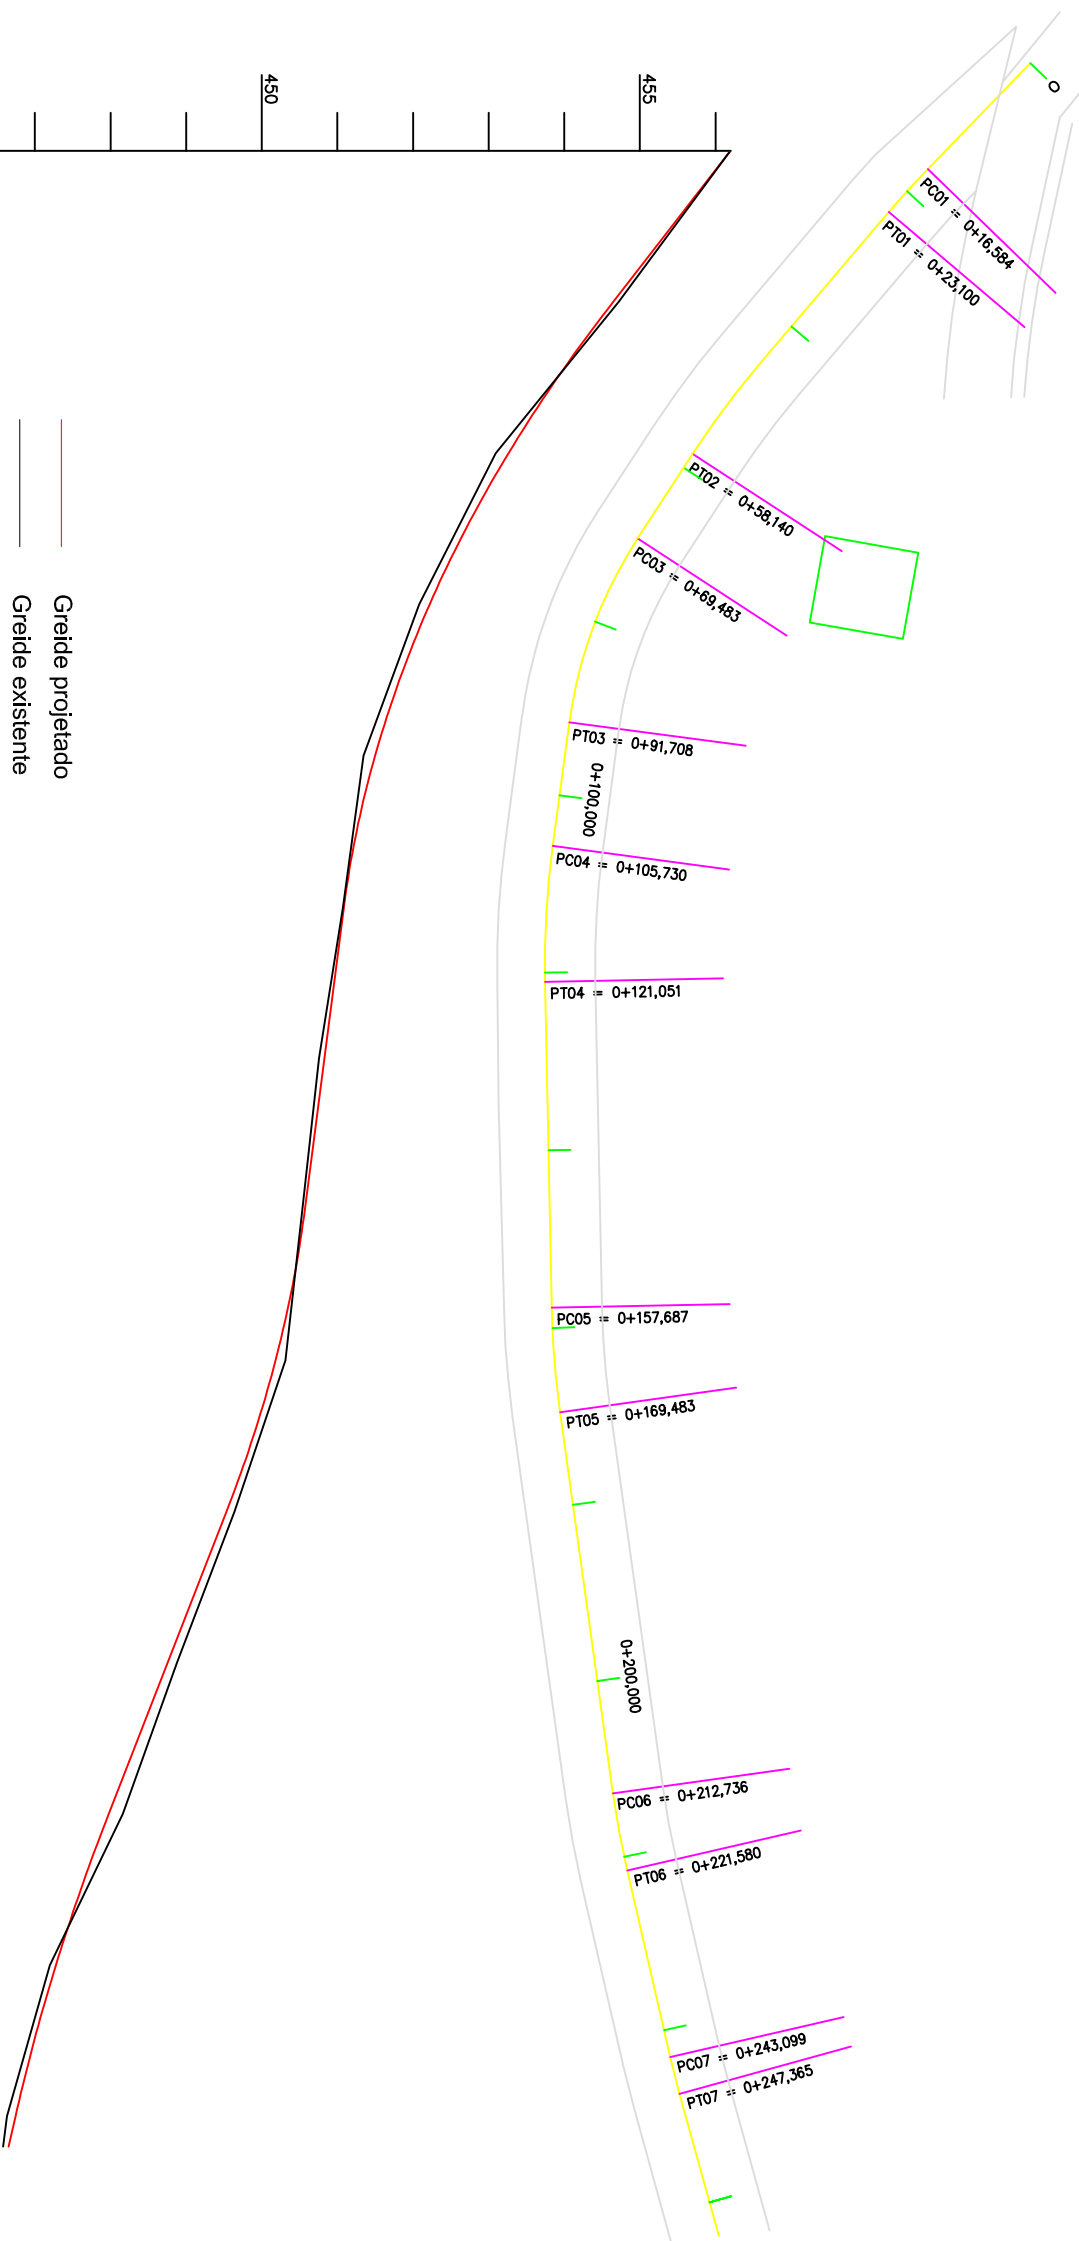 450
455
0
PC01 = 0+16,584
PT01 = 0+23,100
PT02 = 0+58,140
PC03 = 0+69,483
PT03 = 0+91,708
0+100,000
PC04 = 0+105,730
PT04 = 0+121,051
PC05 = 0+157,687
PT05 = 0+169,483
0+200,000
PC06 = 0+212,736
PT06 = 0+221,580
PC07 = 0+243,099
PT07 = 0+247,365
Greide projetado
Greide existente